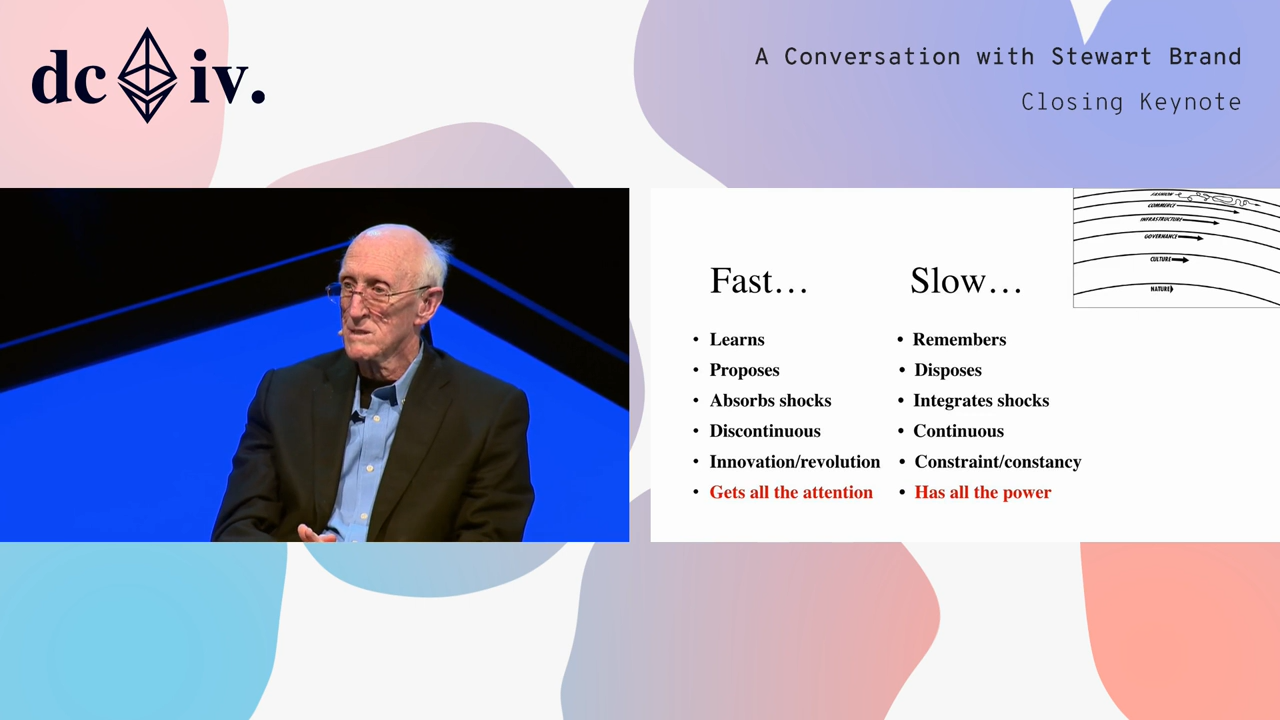 dc iv.
A Conversation with Stewart Brand
Closing Keynote
FASHION
COMMERCE
INFRASTRUCTURE
GOVERNANCE
CULTURE
NATURE
Fast… Slow…
• Learns • Remembers
• Proposes • Disposes
• Absorbs shocks • Integrates shocks
• Discontinuous • Continuous
• Innovation/revolution • Constraint/constancy
• Gets all the attention • Has all the power